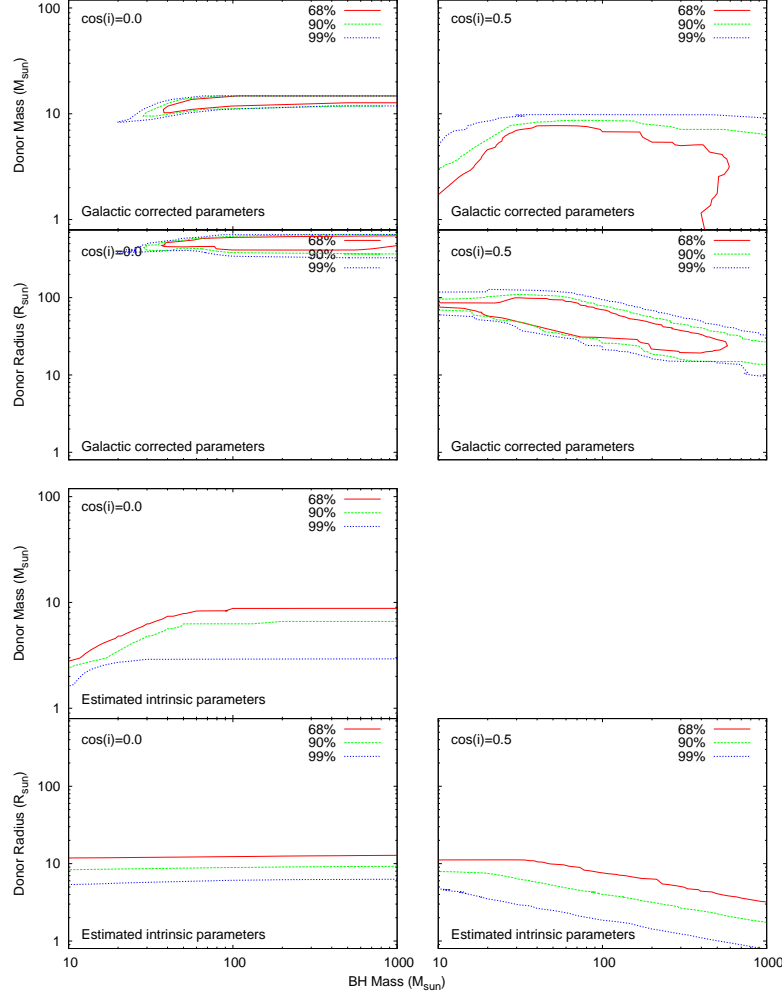 100
10
1
Donor Mass (M_sun)
cos(i)=0.0
68%
90%
99%
Galactic corrected parameters
cos(i)=0.5
68%
90%
99%
Galactic corrected parameters
100
10
1
Donor Radius (R_sun)
cos(i)=0.0
68%
90%
99%
Galactic corrected parameters
cos(i)=0.5
68%
90%
99%
Galactic corrected parameters
100
10
1
Donor Mass (M_sun)
cos(i)=0.0
68%
90%
99%
Estimated intrinsic parameters
100
10
1
Donor Radius (R_sun)
cos(i)=0.0
68%
90%
99%
Estimated intrinsic parameters
10
100
1000
cos(i)=0.5
68%
90%
99%
Estimated intrinsic parameters
10
100
1000
BH Mass (M_sun)